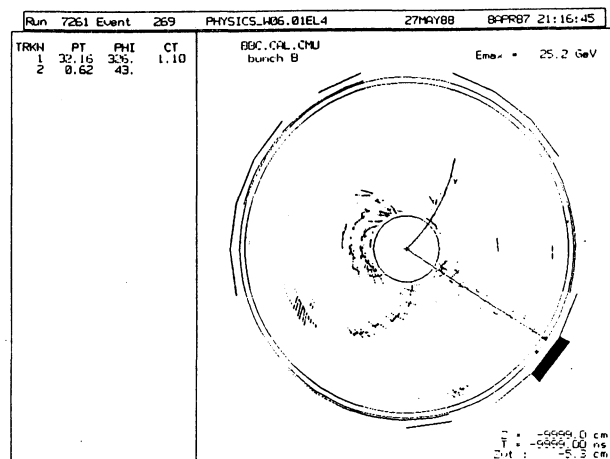 Run 7261 Event 269 PHYSICS_W06.01EL4 27MAY88 8APR87 21:16:45
TRKN PT PHI CT
1 32.16 326. 1.10
2 0.62 43.
BBC.CAL.CMU
bunch B
Emax = 25.2 GeV
Z = -9999.0 cm
T = -9999.00 ns
-5.3 cm